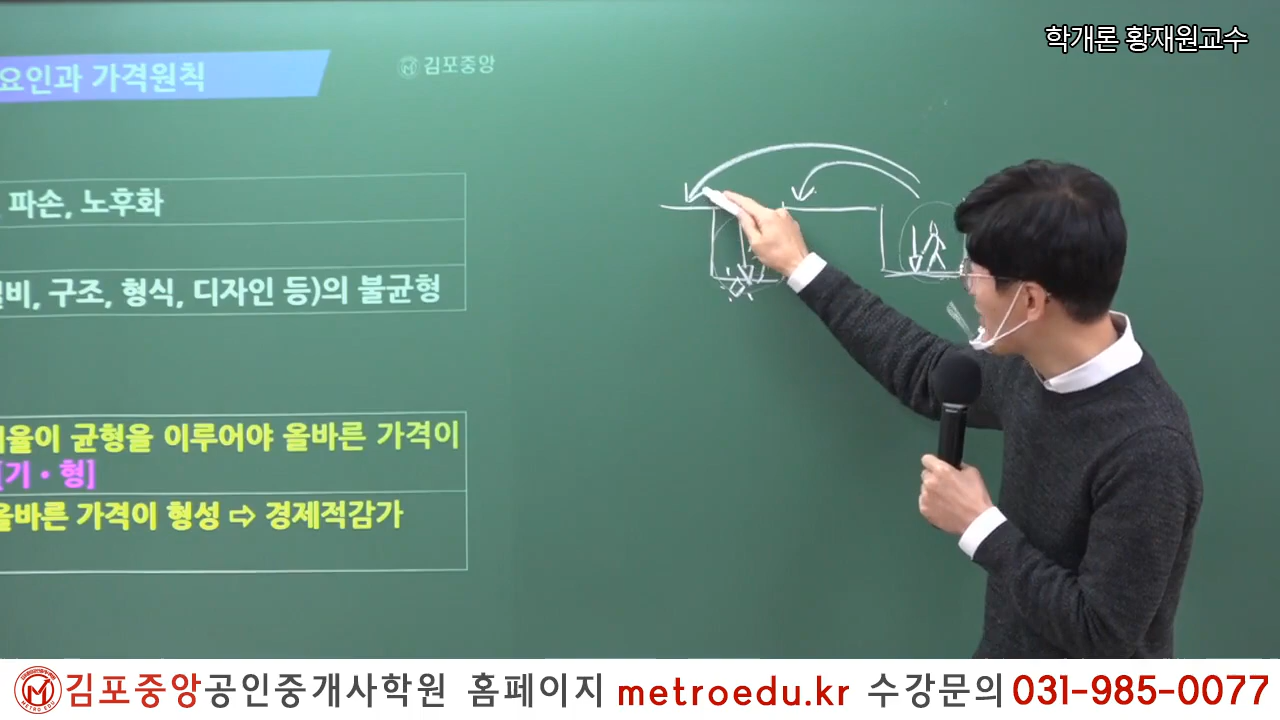 학개론 황재원교수
요인과 가격원칙
김포중앙
파손, 노후화
비, 구조, 형식, 디자인 등)의 불균형
율이 균형을 이루어야 올바른 가격이
[기·형]
올바른 가격이 형성 ⇨ 경제적감가
METRO EDU 김포중앙공인중개사학원 홈페이지 metroedu.kr 수강문의 031-985-0077